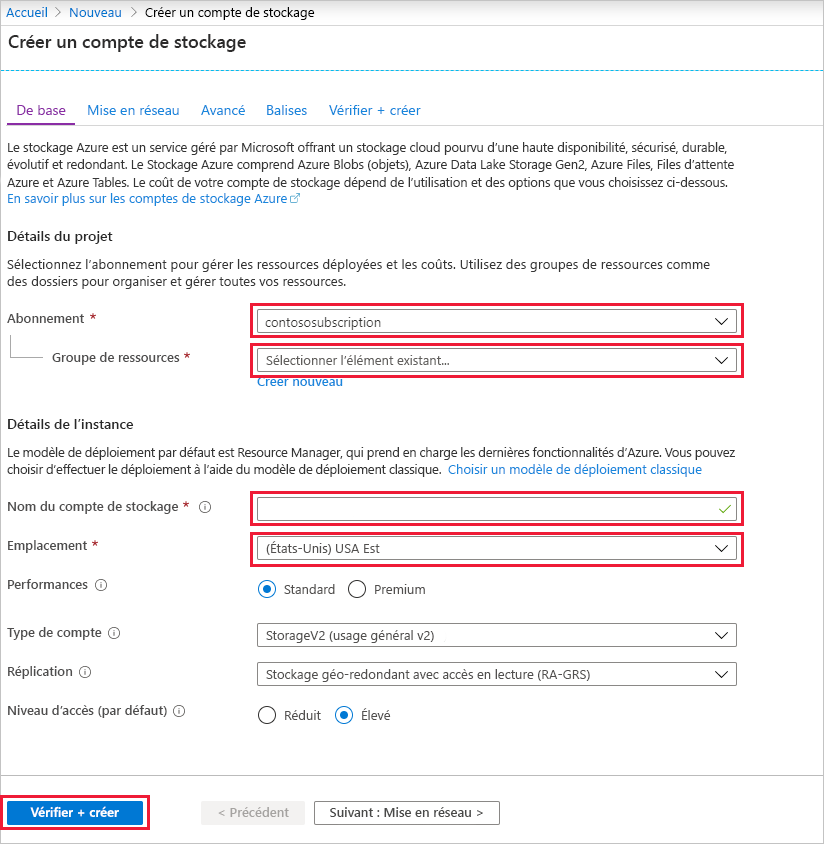 Accueil > Nouveau > Créer un compte de stockage
Créer un compte de stockage
De base Mise en réseau Avancé Balises Vérifier + créer
Le stockage Azure est un service géré par Microsoft offrant un stockage cloud pourvu d’une haute disponibilité, sécurisé, durable,
évolutif et redondant. Le Stockage Azure comprend Azure Blobs (objets), Azure Data Lake Storage Gen2, Azure Files, Files d’attente
Azure et Azure Tables. Le coût de votre compte de stockage dépend de l’utilisation et des options que vous choisissez ci-dessous.
En savoir plus sur les comptes de stockage Azure
Détails du projet
Sélectionnez l’abonnement pour gérer les ressources déployées et les coûts. Utilisez des groupes de ressources comme
des dossiers pour organiser et gérer toutes vos ressources.
Abonnement *
contososubscription
Groupe de ressources *
Sélectionner l’élément existant...
Créer nouveau
Détails de l’instance
Le modèle de déploiement par défaut est Resource Manager, qui prend en charge les dernières fonctionnalités d’Azure. Vous pouvez
choisir d’effectuer le déploiement à l’aide du modèle de déploiement classique. Choisir un modèle de déploiement classique
Nom du compte de stockage *
Emplacement *
(États-Unis) USA Est
Performances
Standard Premium
Type de compte
StorageV2 (usage général v2)
Réplication
Stockage géo-redondant avec accès en lecture (RA-GRS)
Niveau d’accès (par défaut)
Réduit Élevé
Vérifier + créer
< Précédent
Suivant : Mise en réseau >